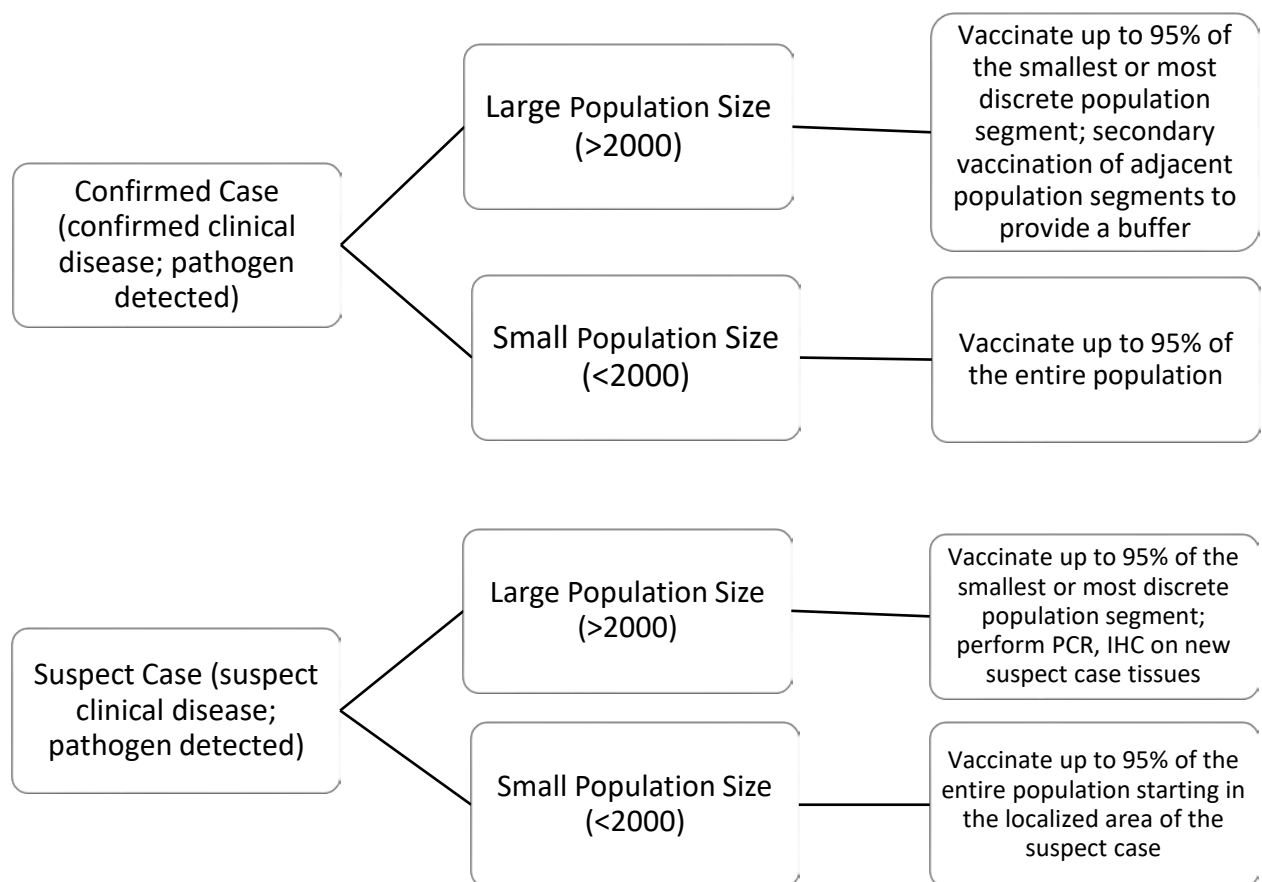 Confirmed Case
(confirmed clinical
disease; pathogen
detected)
Large Population Size
(>2000)
Vaccinate up to 95% of
the smallest or most
discrete population
segment; secondary
vaccination of adjacent
population segments to
provide a buffer
Small Population Size
(<2000)
Vaccinate up to 95% of
the entire population
Suspect Case (suspect
clinical disease;
pathogen detected)
Large Population Size
(>2000)
Vaccinate up to 95% of the
smallest or most discrete
population segment;
perform PCR, IHC on new
suspect case tissues
Small Population Size
(<2000)
Vaccinate up to 95% of the
entire population starting in
the localized area of the
suspect case